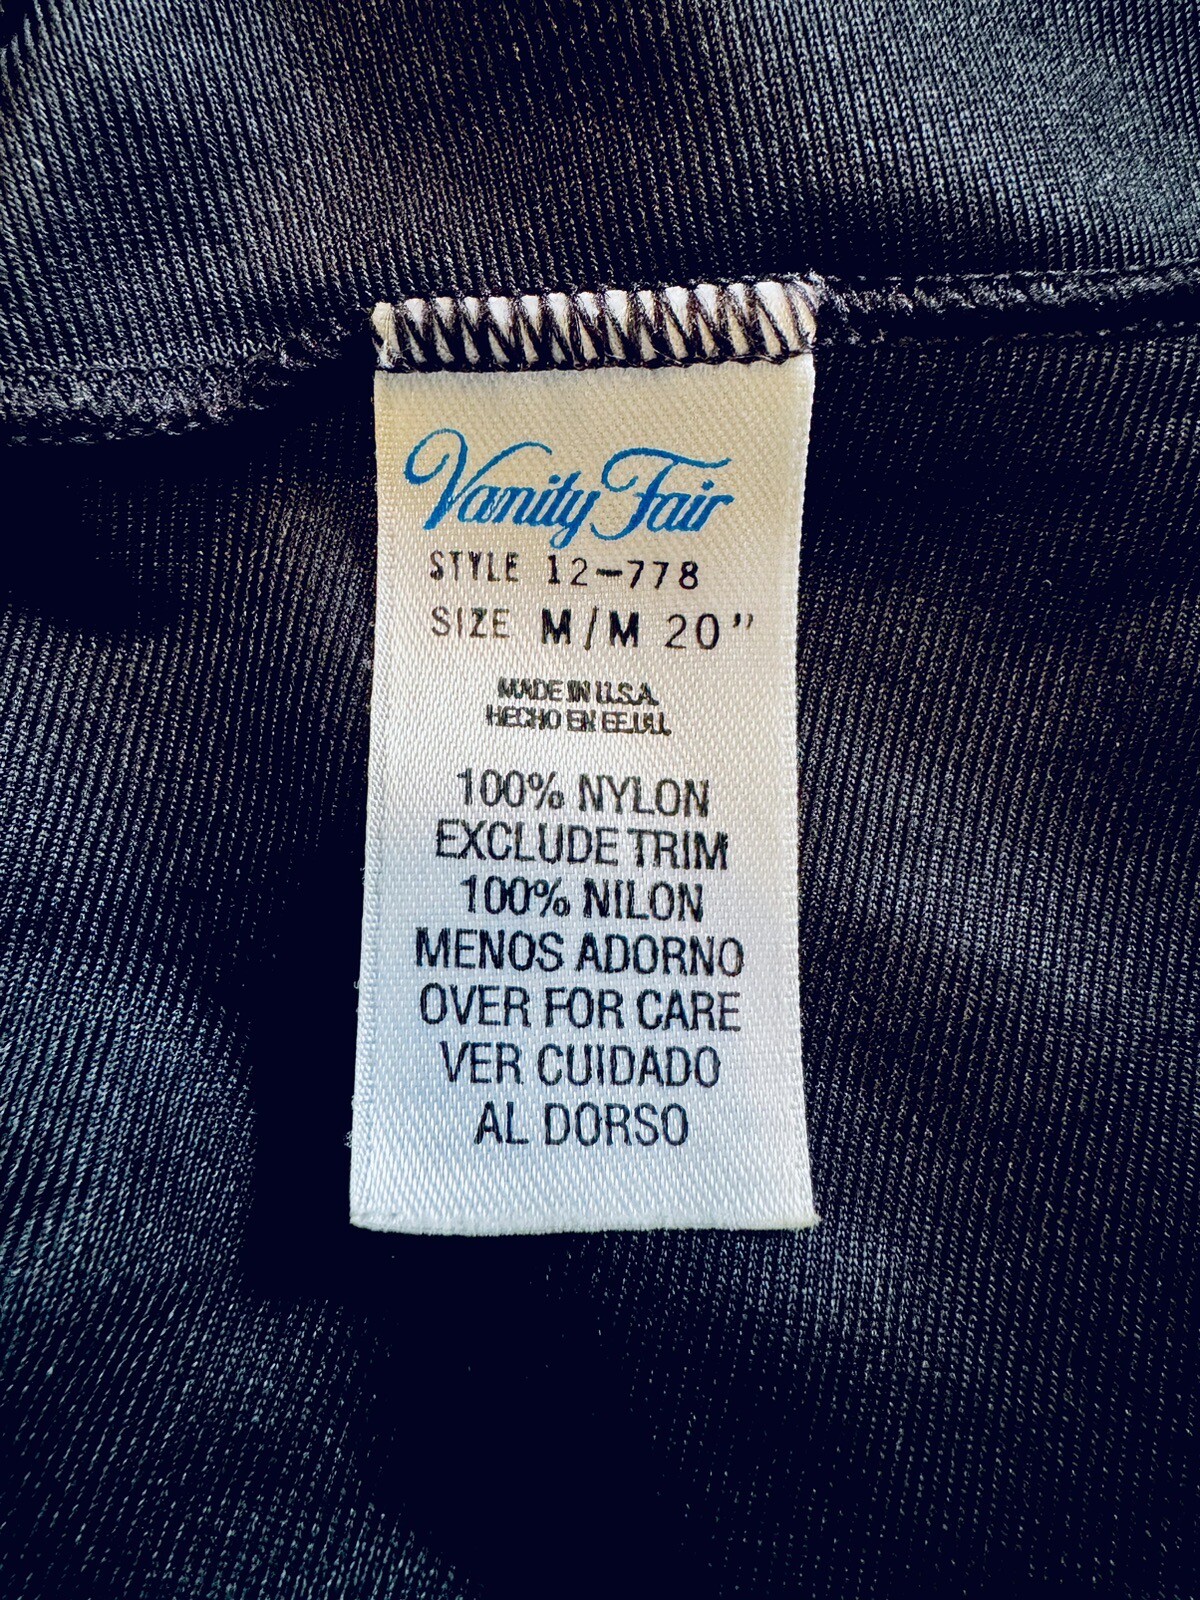 Vanity Fair
STYLE 12-778
SIZE M/M 20"
MADE IN U.S.A.
HECHO EN EE.UU.
100% NYLON
EXCLUDE TRIM
100% NILON
MENOS ADORNO
OVER FOR CARE
VER CUIDADO
AL DORSO